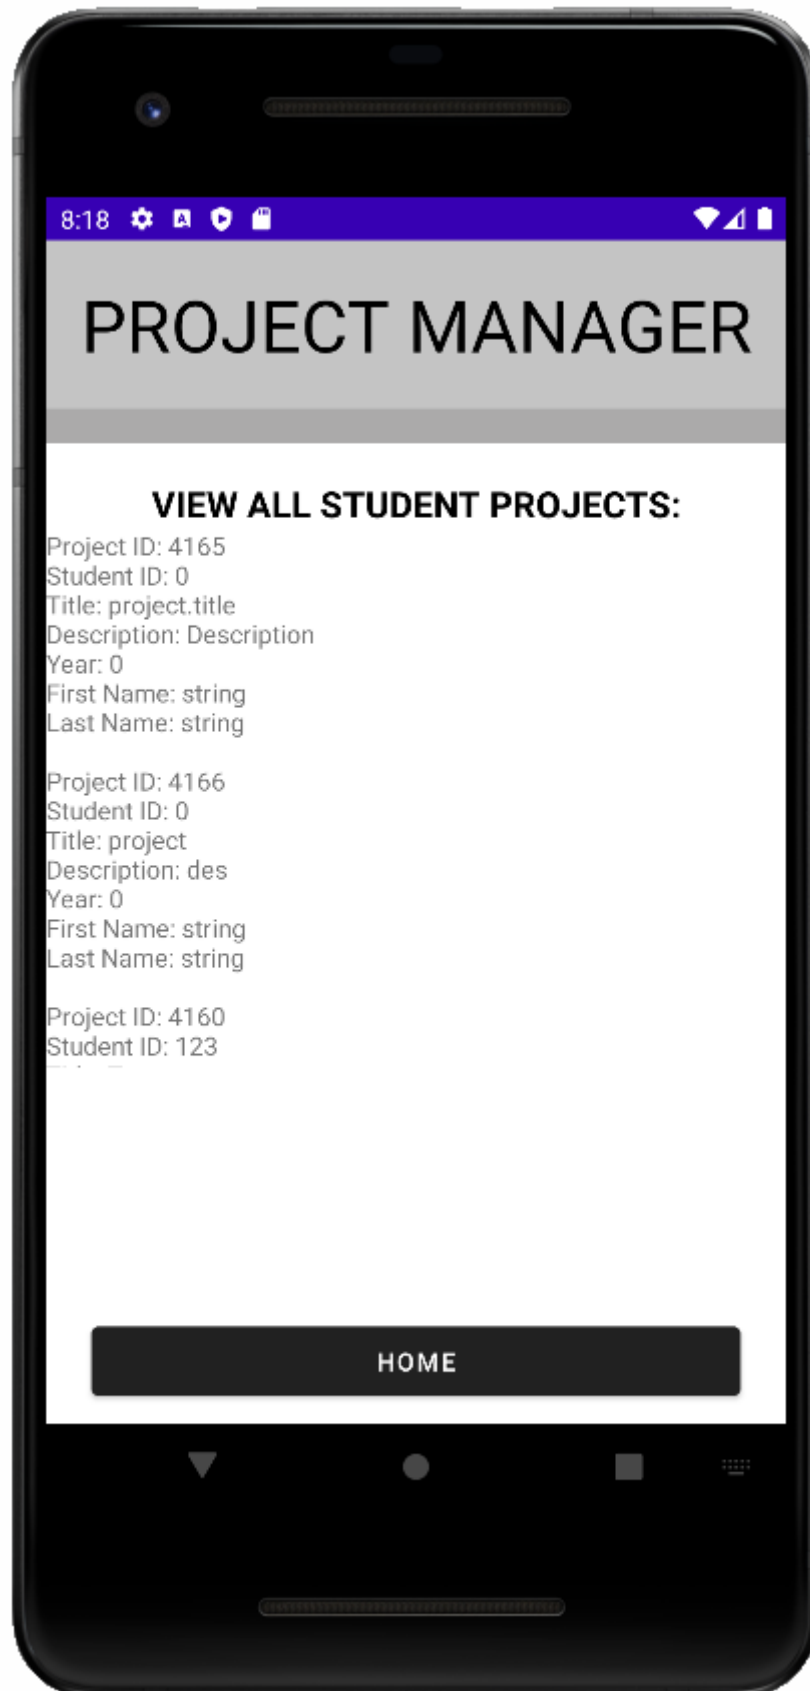 8:18
PROJECT MANAGER
VIEW ALL STUDENT PROJECTS:
Project ID: 4165
Student ID: 0
Title: project.title
Description: Description
Year: 0
First Name: string
Last Name: string
Project ID: 4166
Student ID: 0
Title: project
Description: des
Year: 0
First Name: string
Last Name: string
Project ID: 4160
Student ID: 123
HOME